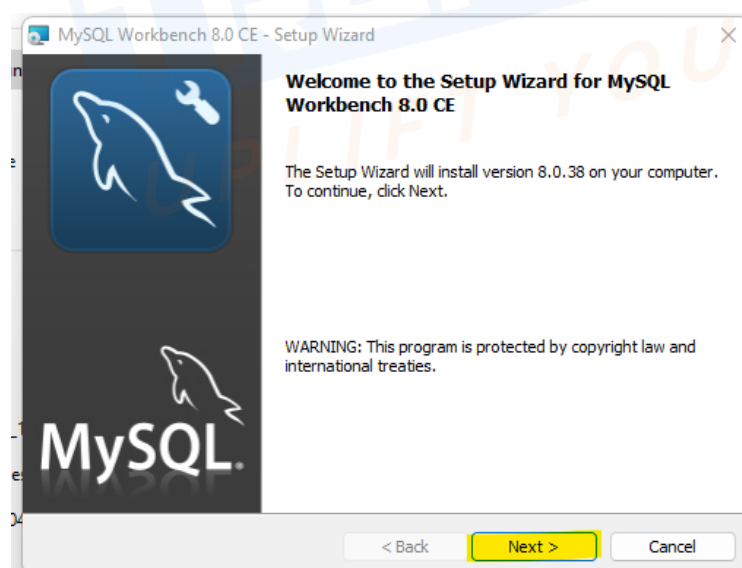 MySQL Workbench 8.0 CE - Setup Wizard
Welcome to the Setup Wizard for MySQL
Workbench 8.0 CE
The Setup Wizard will install version 8.0.38 on your computer.
To continue, click Next.
WARNING: This program is protected by copyright law and
international treaties.
MySQL®
< Back
Next >
Cancel
UPLIFT YOU